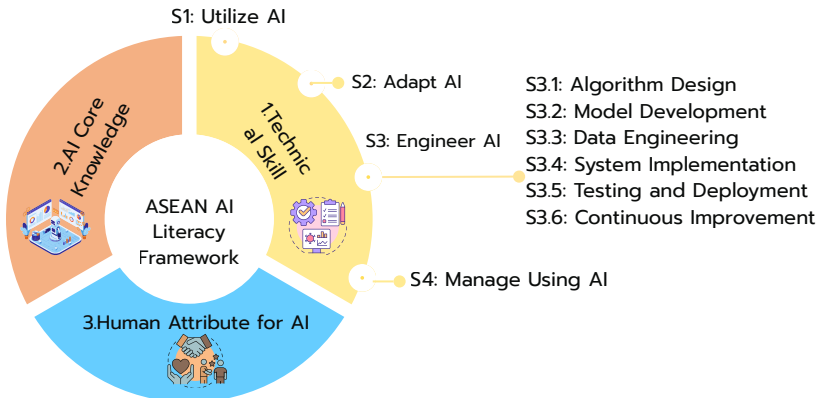 S1: Utilize AI
S2: Adapt AI
S3: Engineer AI
S3.1: Algorithm Design
S3.2: Model Development
S3.3: Data Engineering
S3.4: System Implementation
S3.5: Testing and Deployment
S3.6: Continuous Improvement
S4: Manage Using AI
1.Technic
al Skill
2.AI Core
Knowledge
ASEAN AI
Literacy
Framework
3.Human Attribute for AI